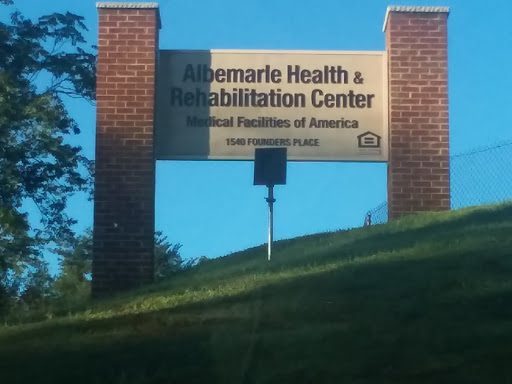 Albemarle Health &
Rehabilitation Center
Medical Facilities of America
1540 FOUNDERS PLACE